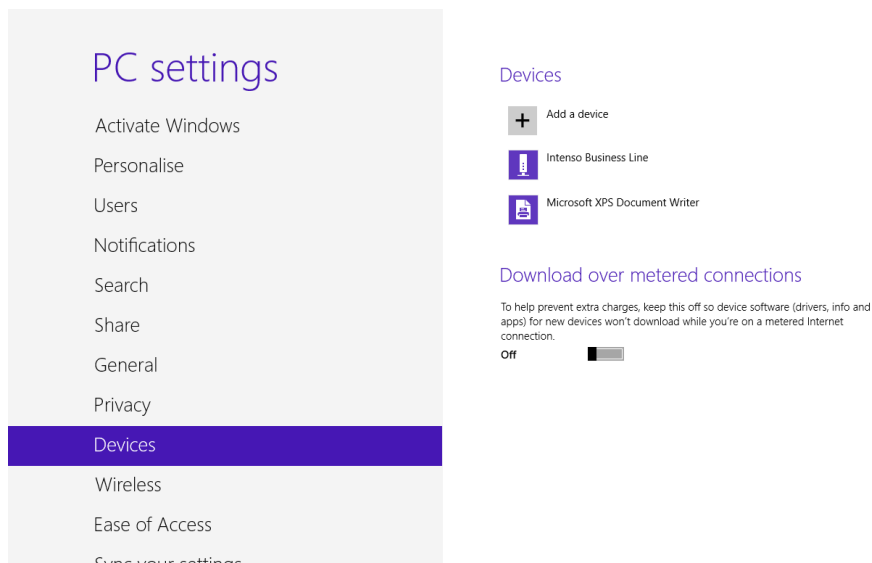 PC settings
Activate Windows
Personalise
Users
Notifications
Search
Share
General
Privacy
Devices
Wireless
Ease of Access
Sync your settings
Devices
Add a device
Intenso Business Line
Microsoft XPS Document Writer
Download over metered connections
To help prevent extra charges, keep this off so device software (drivers, info and
apps) for new devices won't download while you're on a metered Internet
connection.
Off